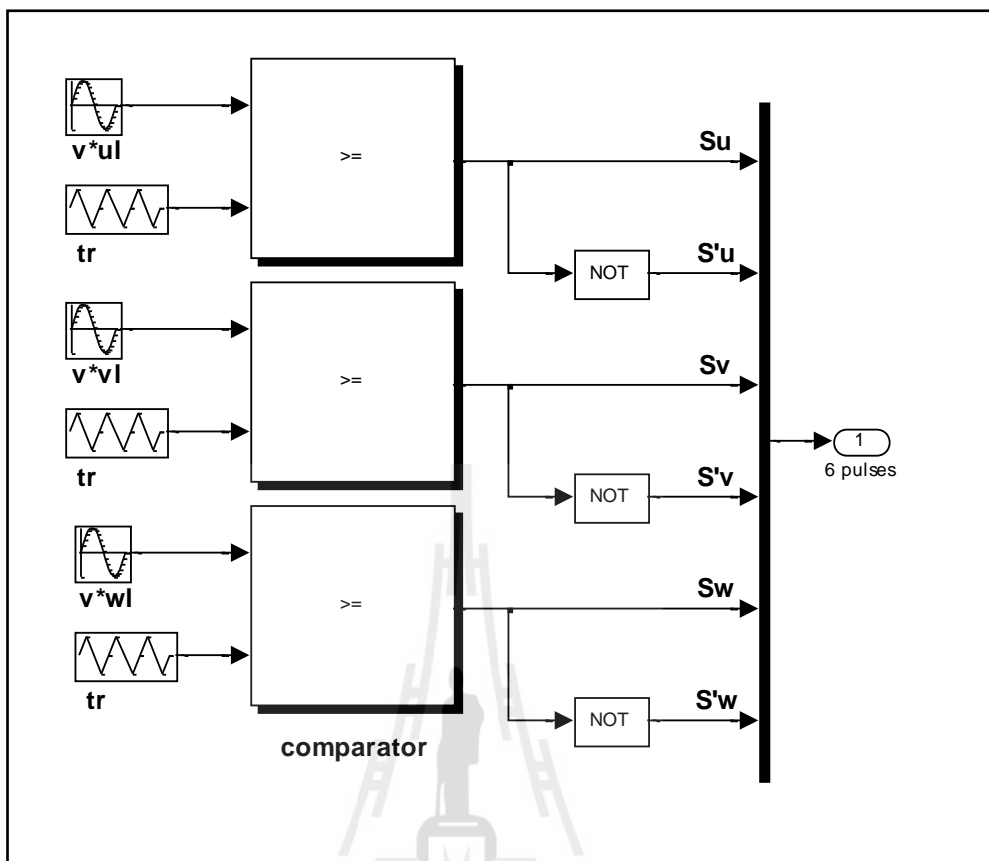 v*ul
tr
>=
Su
NOT
S'u
v*vl
tr
>=
Sv
NOT
S'v
1
6 pulses
v*wl
tr
>=
Sw
NOT
S'w
comparator